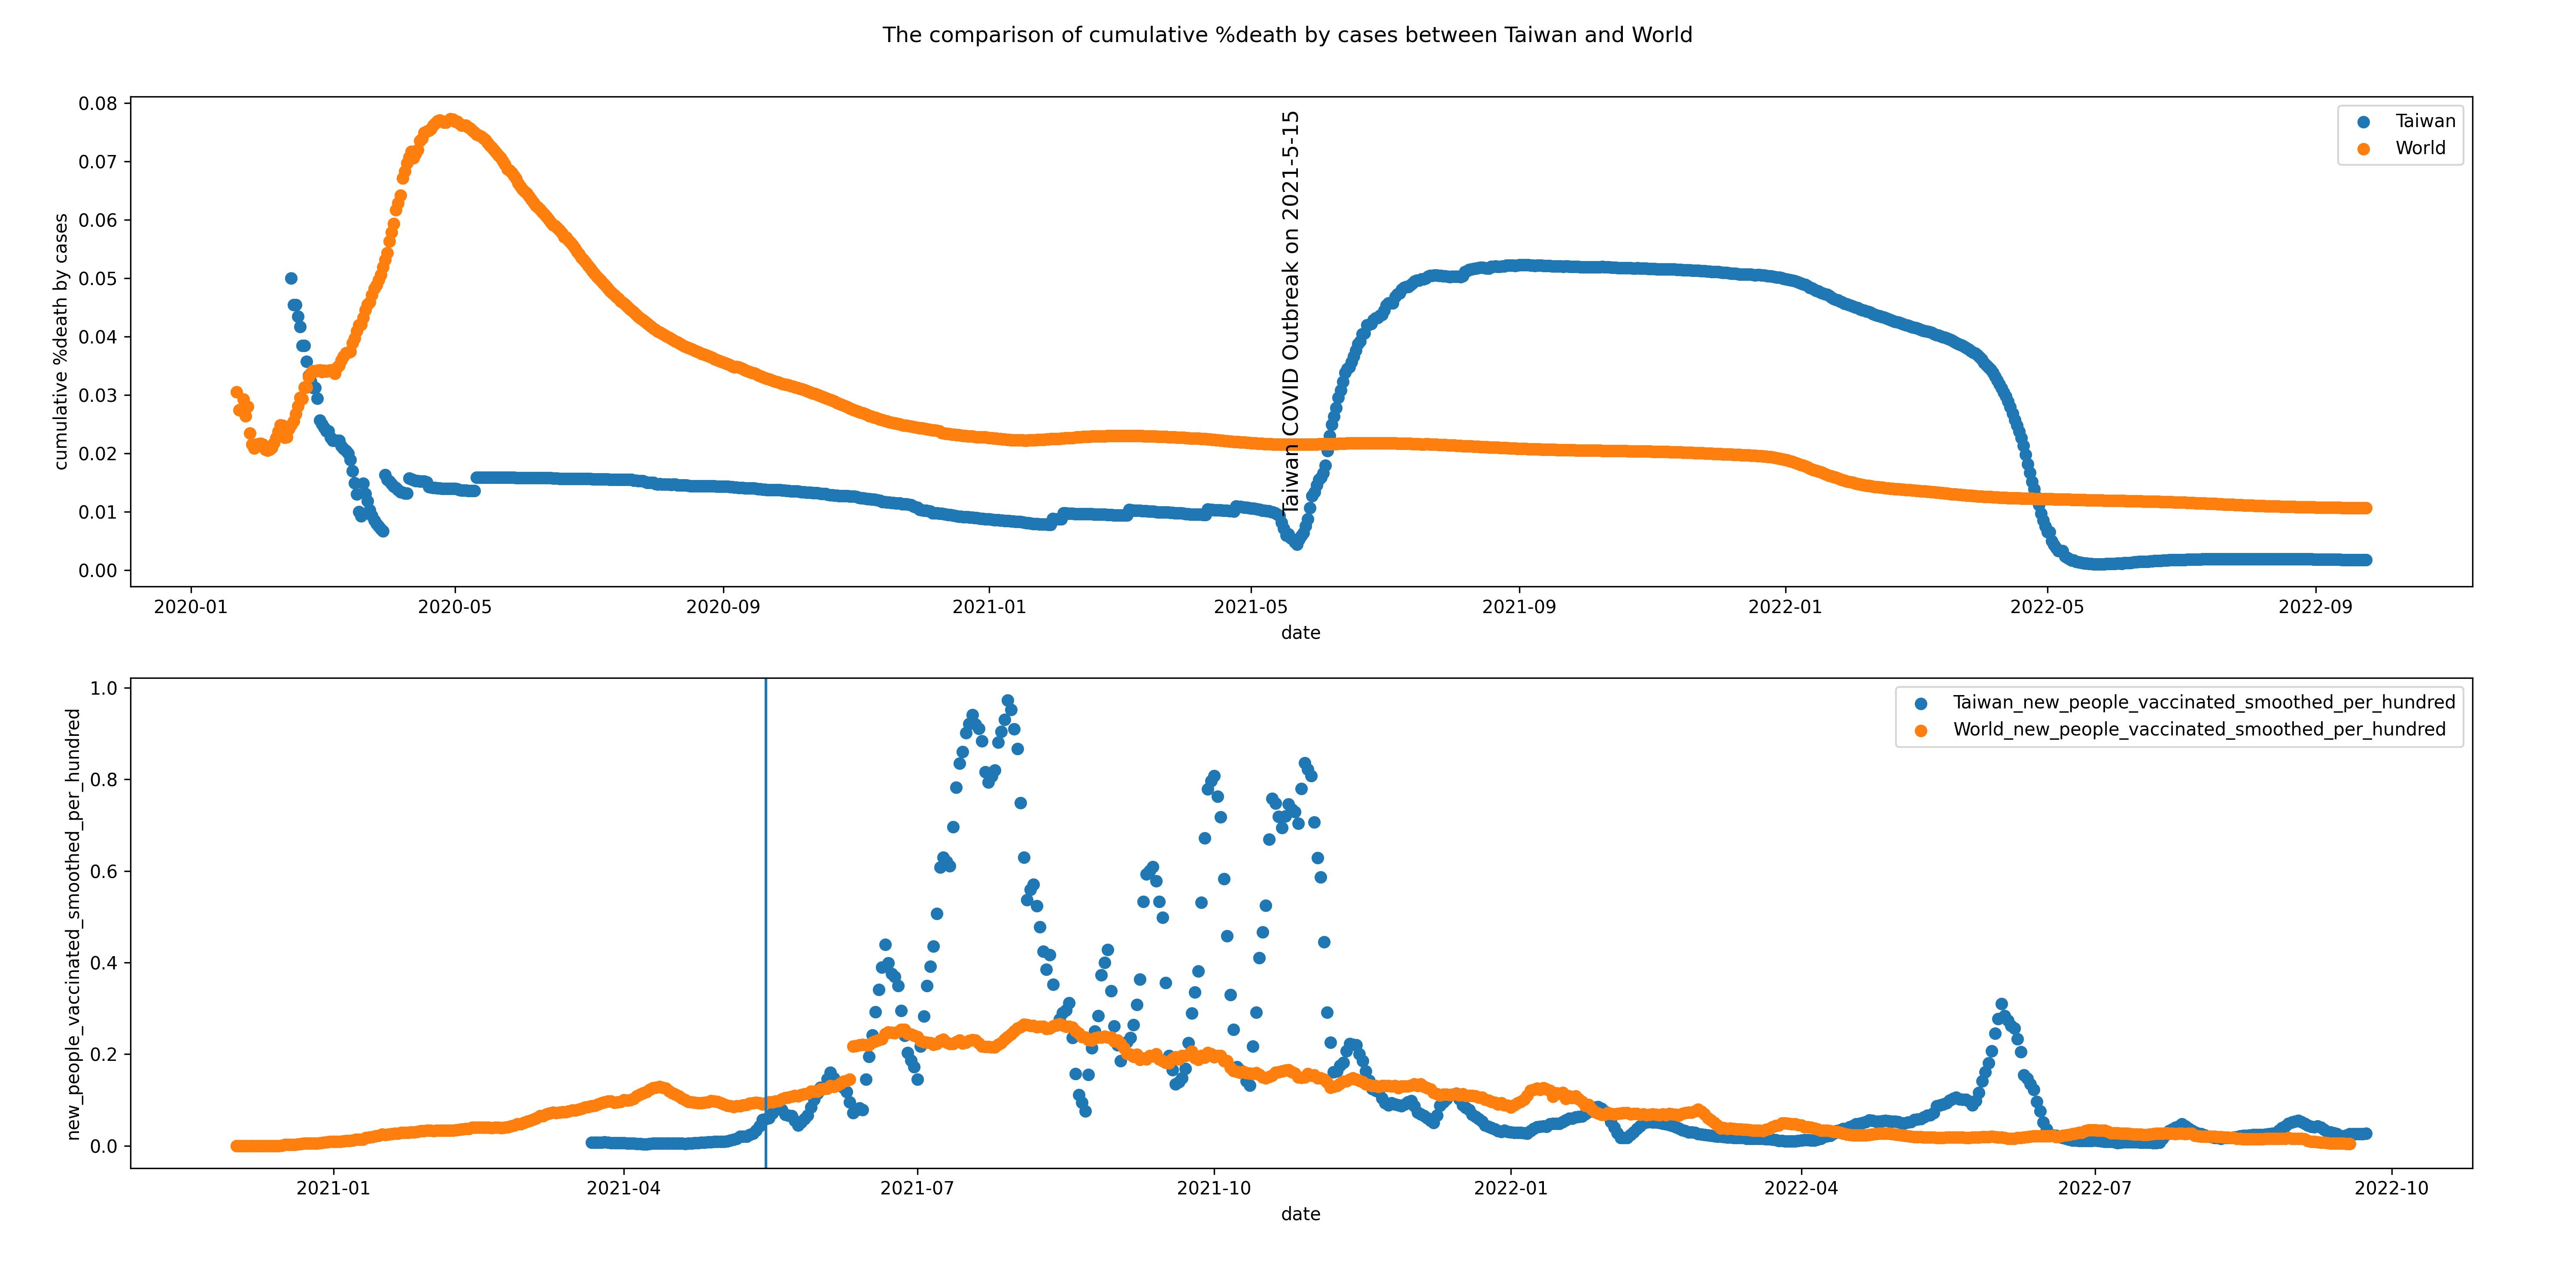 The comparison of cumulative %death by cases between Taiwan and World
0.08
0.07
0.06
0.05
0.04
0.03
0.02
0.01
0.00
cumulative %death by cases
Taiwan COVID Outbreak on 2021-5-15
Taiwan
World
2020-01 2020-05 2020-09 2021-01 2021-05 2021-09 2022-01 2022-05 2022-09
date
1.0
0.8
0.6
0.4
0.2
0.0
new_people_vaccinated_smoothed_per_hundred
Taiwan_new_people_vaccinated_smoothed_per_hundred
World_new_people_vaccinated_smoothed_per_hundred
2021-01 2021-04 2021-07 2021-10 2022-01 2022-04 2022-07 2022-10
date